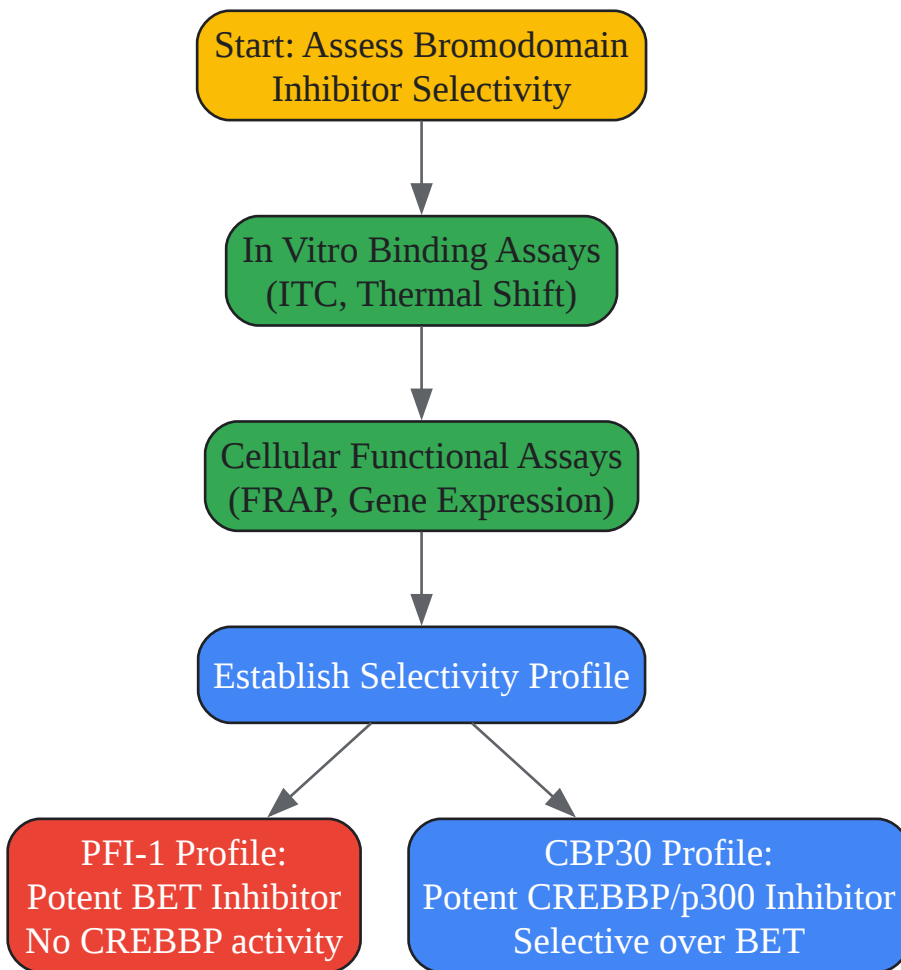 Start: Assess Bromodomain
Inhibitor Selectivity
In Vitro Binding Assays
(ITC, Thermal Shift)
Cellular Functional Assays
(FRAP, Gene Expression)
Establish Selectivity Profile
PFI-1 Profile:
Potent BET Inhibitor
No CREBBP activity
CBP30 Profile:
Potent CREBBP/p300 Inhibitor
Selective over BET